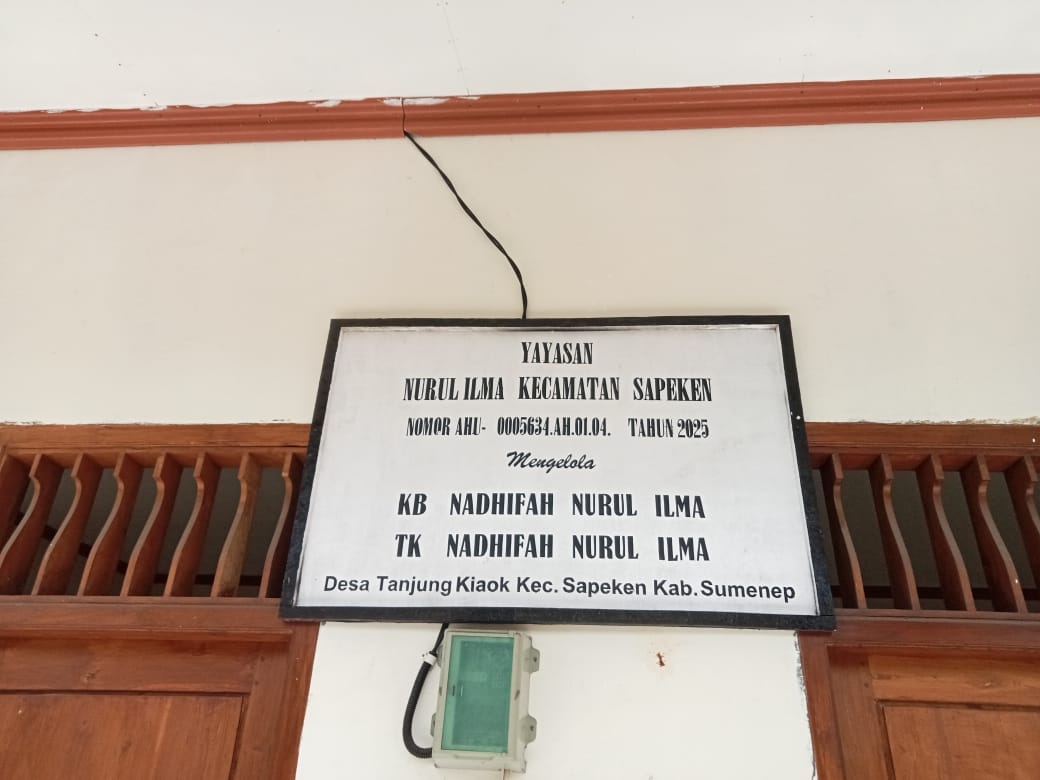 YAYASAN
NURUL ILMA KECAMATAN SAPEKEN
NOMOR AHU- 0005634.AH.01.04. TAHUN 2025
Mengelola
KB NADHIFAH NURUL ILMA
TK NADHIFAH NURUL ILMA
Desa Tanjung Kiaok Kec. Sapeken Kab. Sumenep